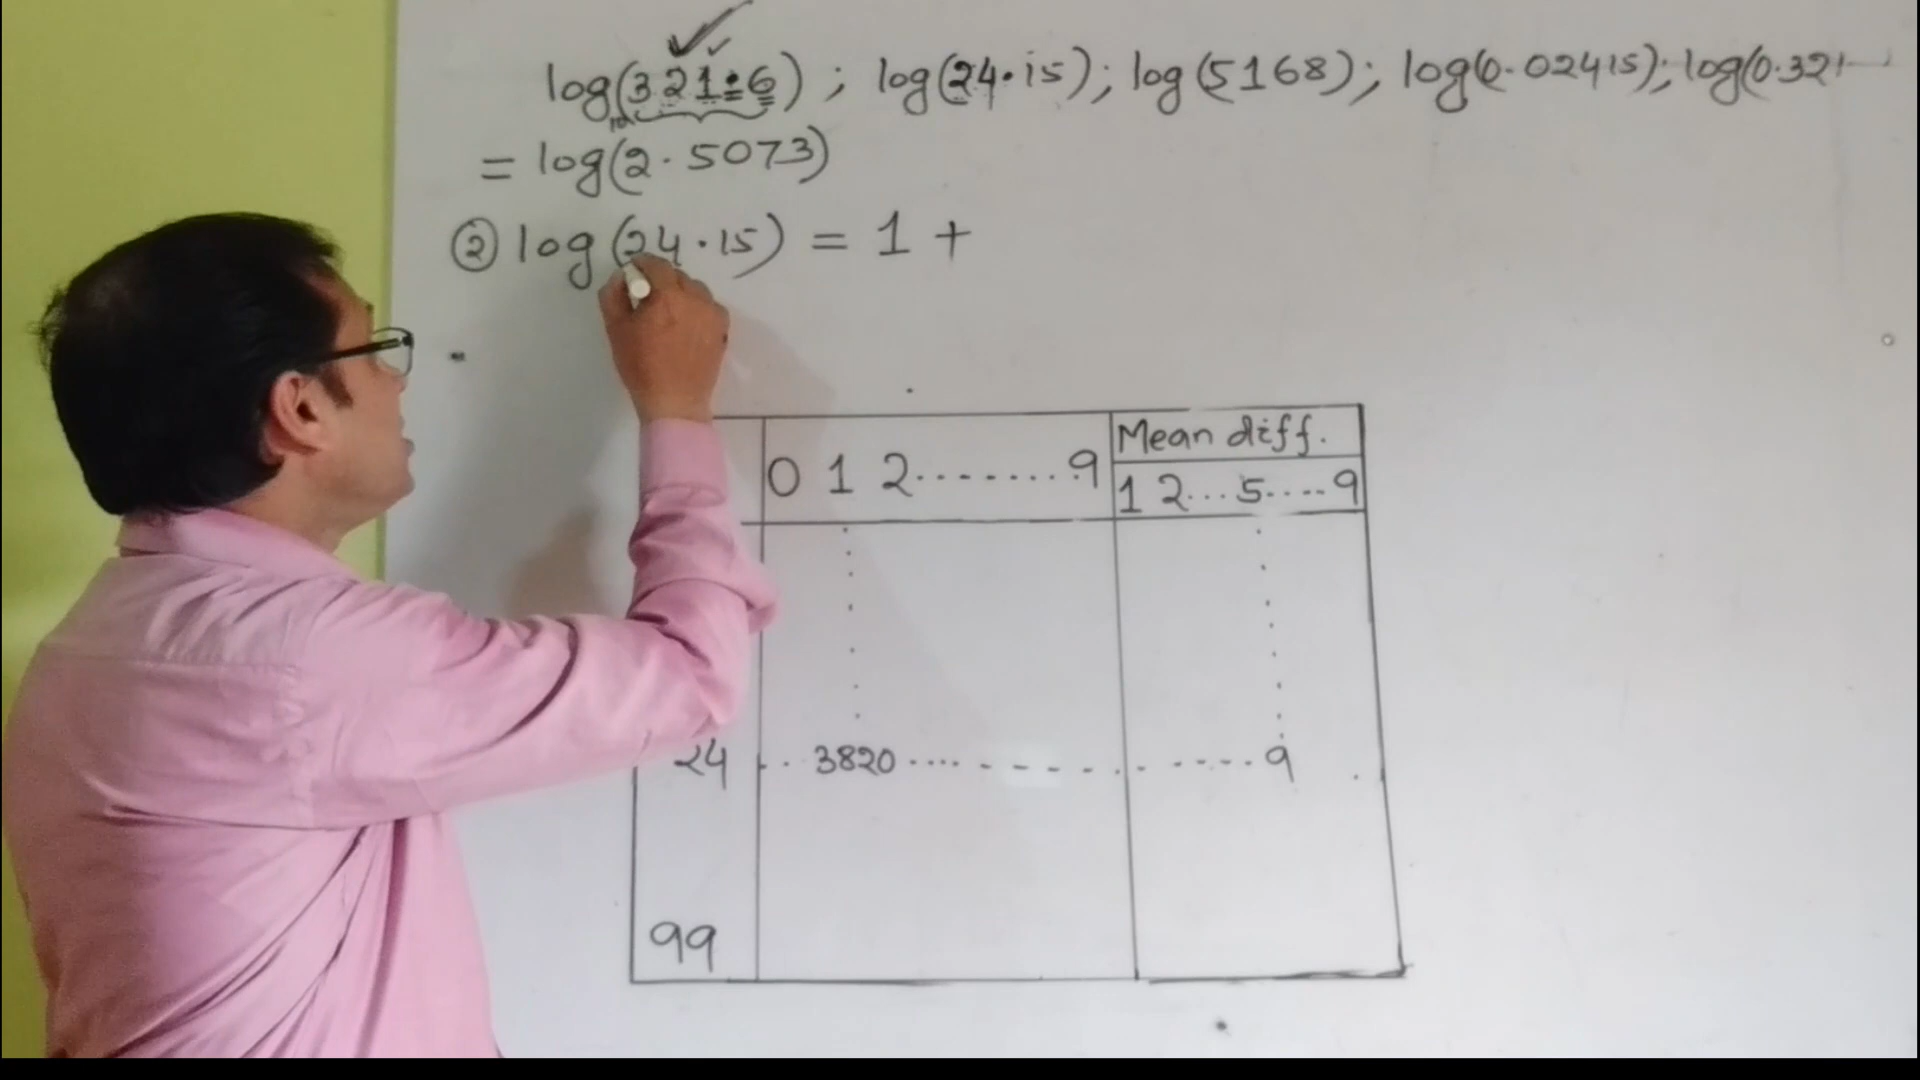 log(321.6) ; log(24.15); log(5168); log(0.02415); log(0.321
= log(2.5073)
② log(24.15) = 1 +
Mean diff.
0 1 2........9
1 2...5....9
24 .. 3820 .... - - - - . - ....9 .
99